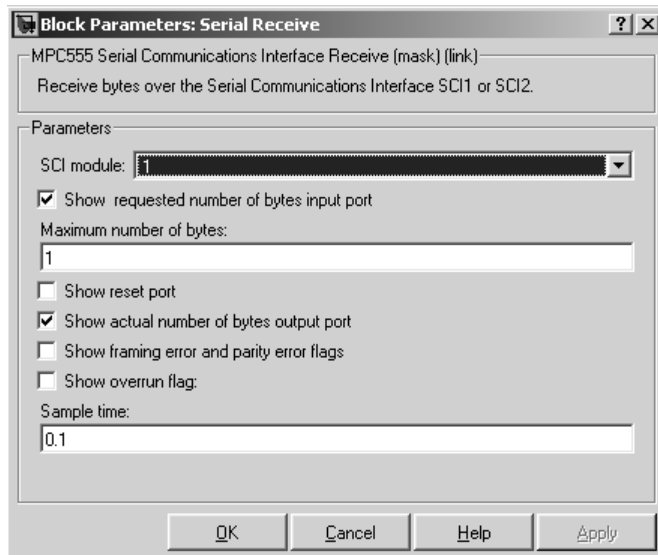 Block Parameters: Serial Receive
MPC555 Serial Communications Interface Receive (mask) (link)
Receive bytes over the Serial Communications Interface SCI1 or SCI2.
Parameters
SCI module: 1
Show requested number of bytes input port
Maximum number of bytes:
1
Show reset port
Show actual number of bytes output port
Show framing error and parity error flags
Show overrun flag:
Sample time:
0.1
OK Cancel Help Apply